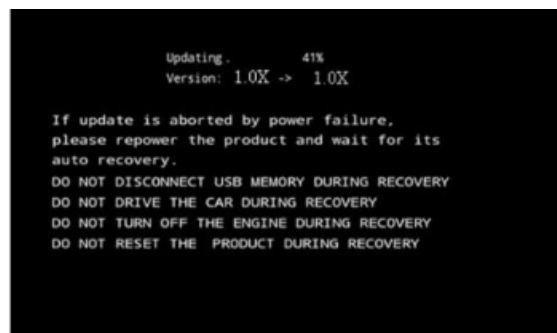 Updating. 41%
Version: 1.0X -> 1.0X
If update is aborted by power failure,
please repower the product and wait for its
auto recovery.
DO NOT DISCONNECT USB MEMORY DURING RECOVERY
DO NOT DRIVE THE CAR DURING RECOVERY
DO NOT TURN OFF THE ENGINE DURING RECOVERY
DO NOT RESET THE PRODUCT DURING RECOVERY